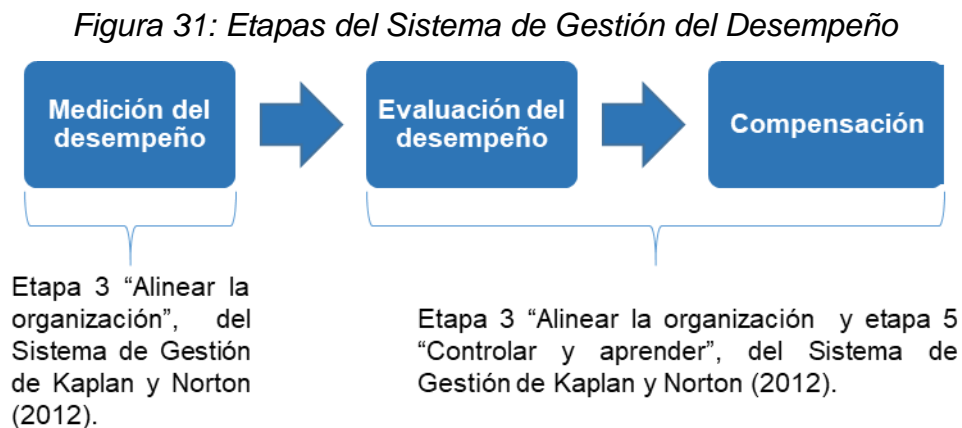 Figura 31: Etapas del Sistema de Gestión del Desempeño
Medición del
desempeño
Evaluación del
desempeño
Compensación
Etapa 3 “Alinear la
organización”, del
Sistema de Gestión
de Kaplan y Norton
(2012).
Etapa 3 “Alinear la organización y etapa 5
“Controlar y aprender”, del Sistema de
Gestión de Kaplan y Norton (2012).